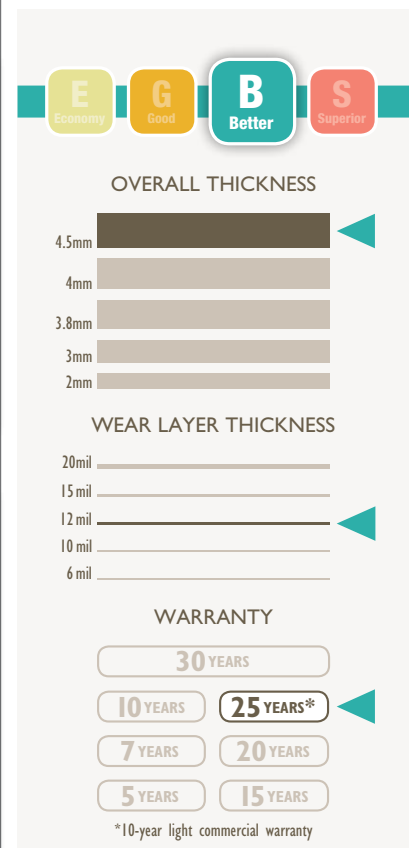 E G B S
Economy Good Better Superior
OVERALL THICKNESS
4.5mm
4mm
3.8mm
3mm
2mm
WEAR LAYER THICKNESS
20mil
15 mil
12 mil
10 mil
6 mil
WARRANTY
30 YEARS
10 YEARS 25 YEARS*
7 YEARS 20 YEARS
5 YEARS 15 YEARS
*10-year light commercial warranty